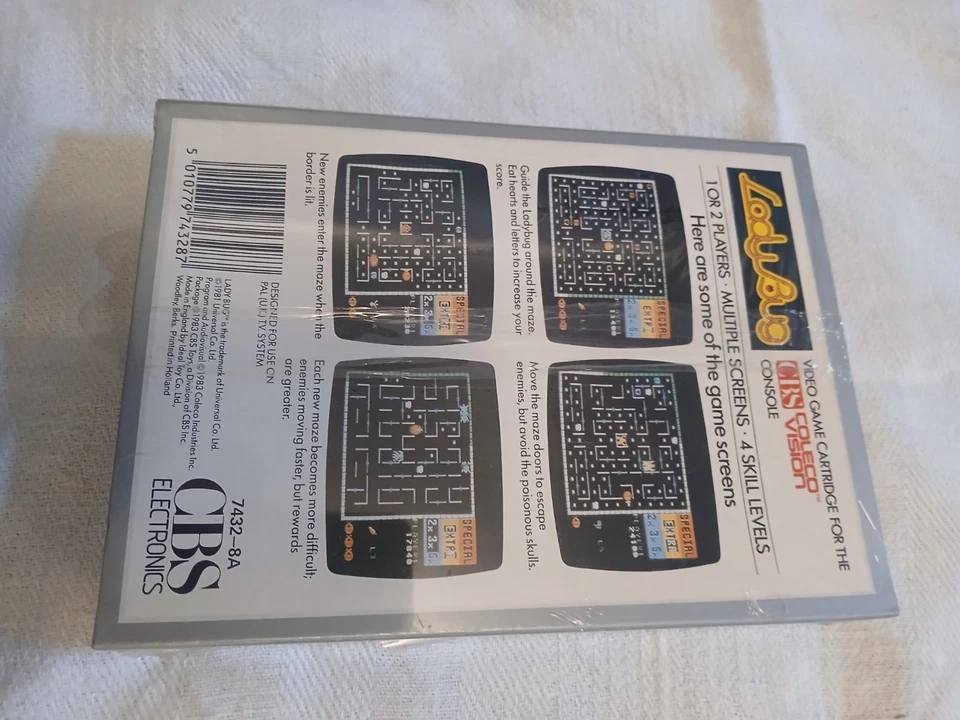 LadyBug
VIDEO GAME CARTRIDGE FOR THE
CBS COLECO VISION™
CONSOLE
1 OR 2 PLAYERS · MULTIPLE SCREENS · 4 SKILL LEVELS
Here are some of the game screens
SPECIAL
EXTRA
SPECIAL
EXTRA
Guide the Ladybug around the maze.
Eat hearts and letters to increase your
score.
Move the maze doors to escape
enemies, but avoid the poisonous skulls.
SPECIAL
EXTRA
SPECIAL
EXTRA
New enemies enter the maze when the
border is lit.
Each new maze becomes more difficult;
enemies moving faster, but rewards
are greater.
DESIGNED FOR USE ON
PAL (U.K.) TV SYSTEM
5 010779 743287
LADY BUG™ is the trademark of Universal Co. Ltd.
©1981 Universal Co. Ltd
Program and Audiovisual ©1983 Coleco Industries Inc.
Package ©1983 CBS Toys, a Division of CBS Inc.
Made in England by Ideal Toy Co. Ltd.,
Woodley, Berks. Printed in Holland
7432–8A
CBS
ELECTRONICS